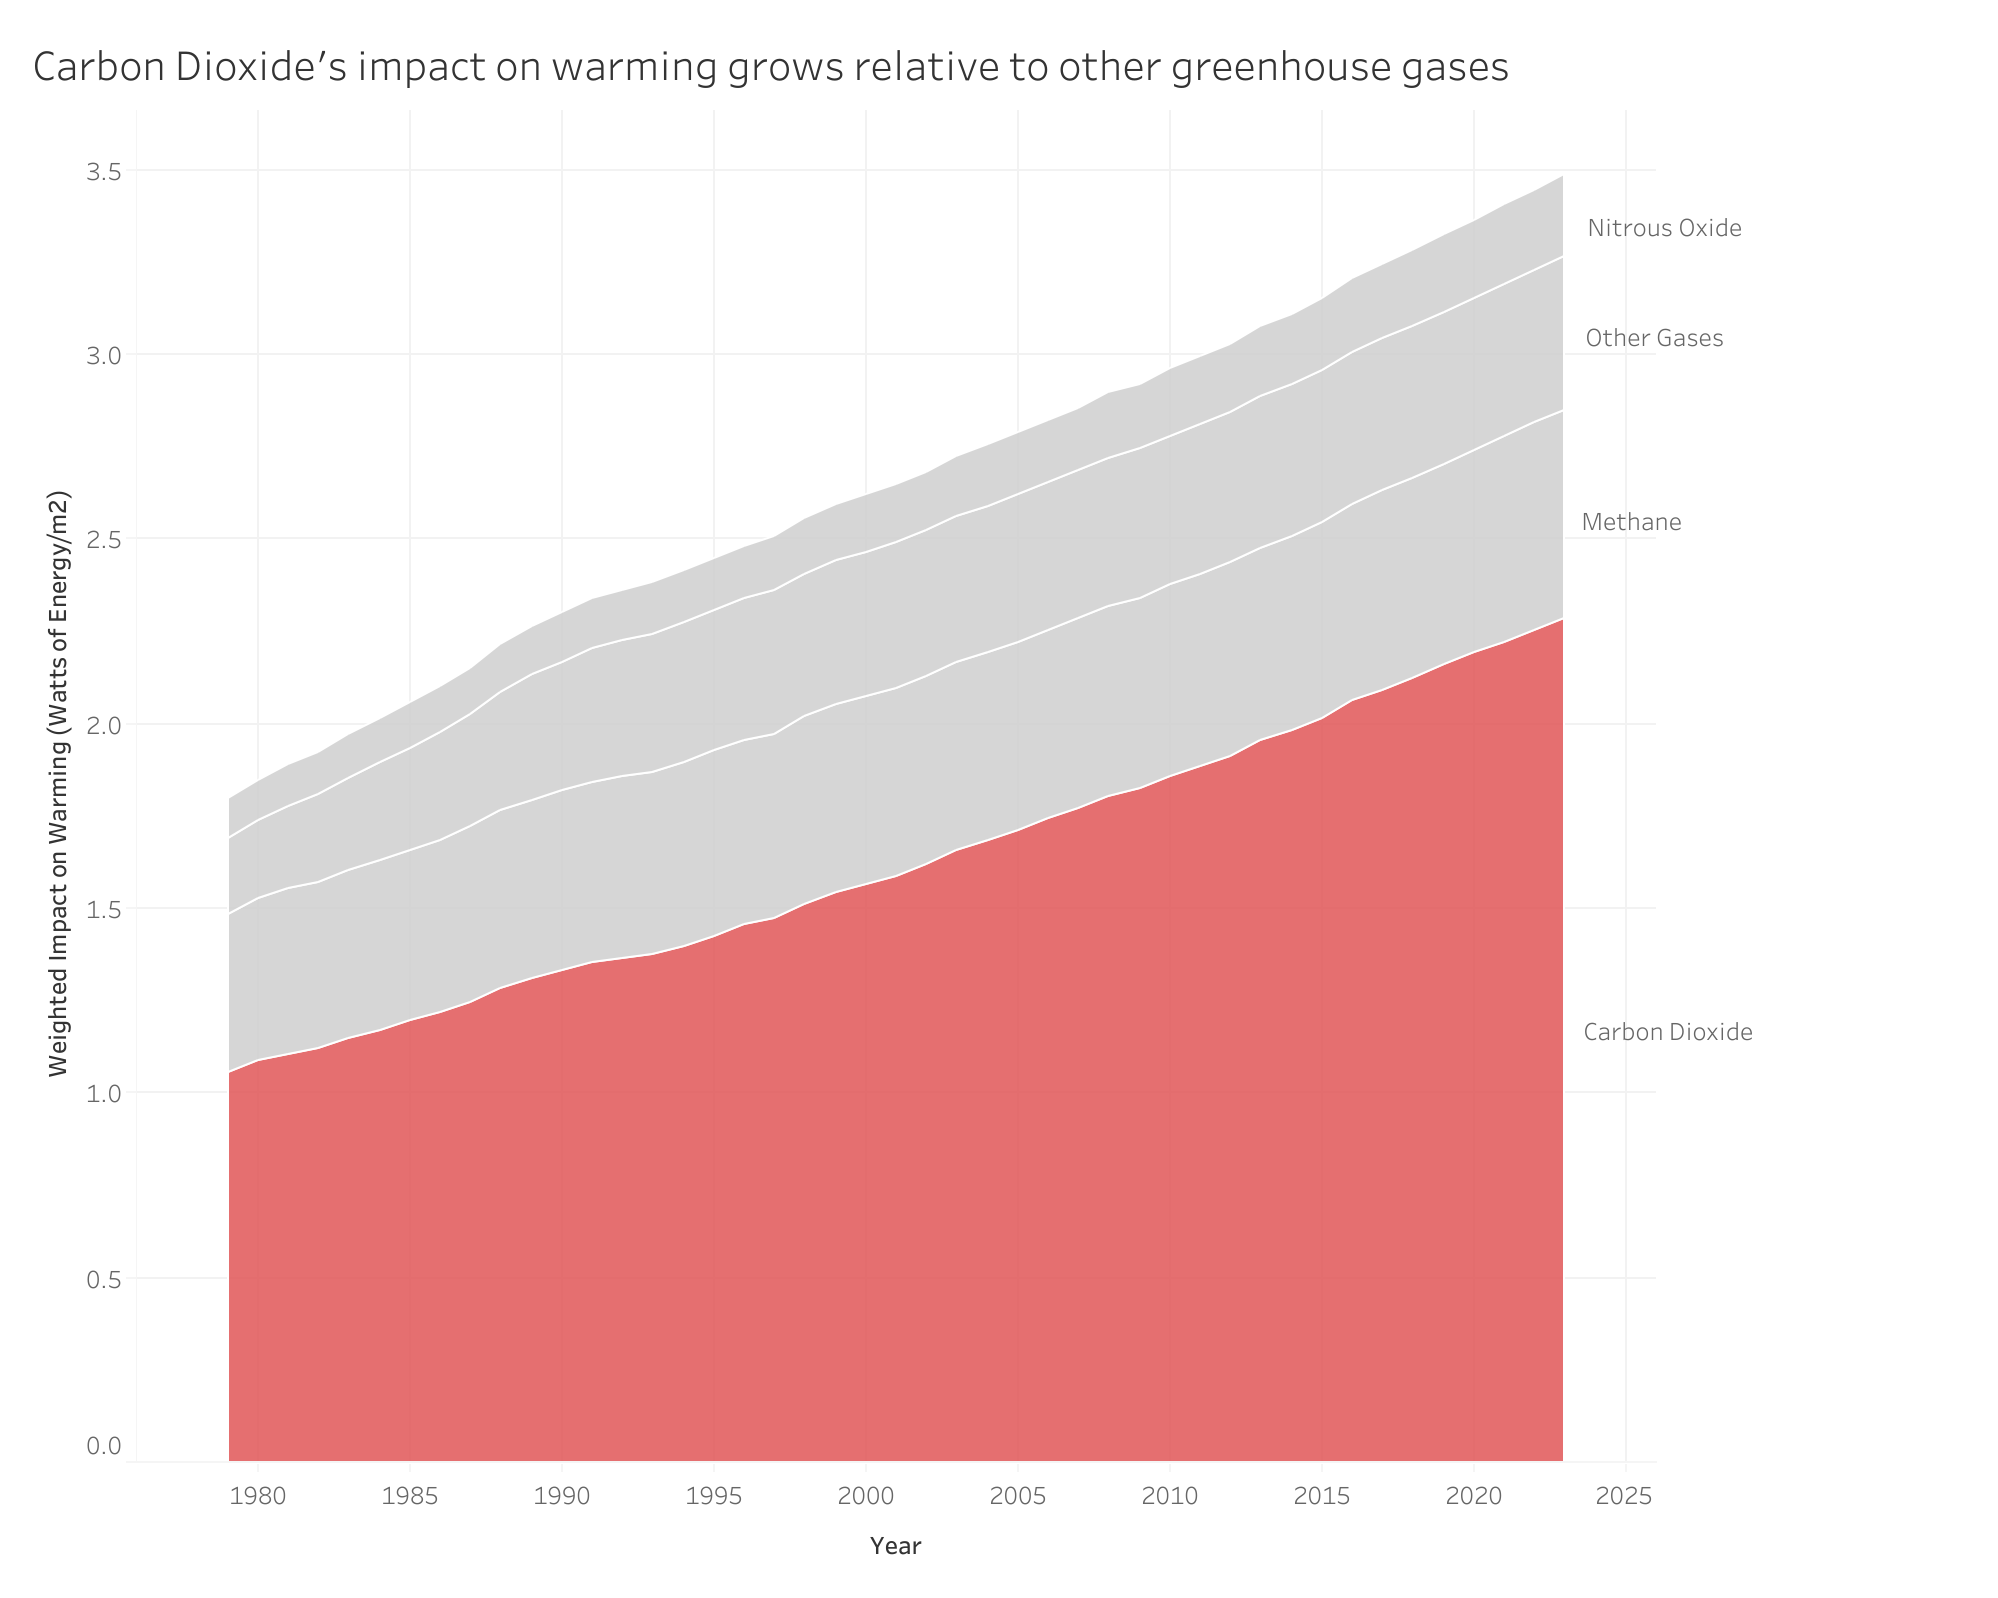 Carbon Dioxide’s impact on warming grows relative to other greenhouse gases
Weighted Impact on Warming (Watts of Energy/m2)
3.5
3.0
2.5
2.0
1.5
1.0
0.5
0.0
Nitrous Oxide
Other Gases
Methane
Carbon Dioxide
1980 1985 1990 1995 2000 2005 2010 2015 2020 2025
Year